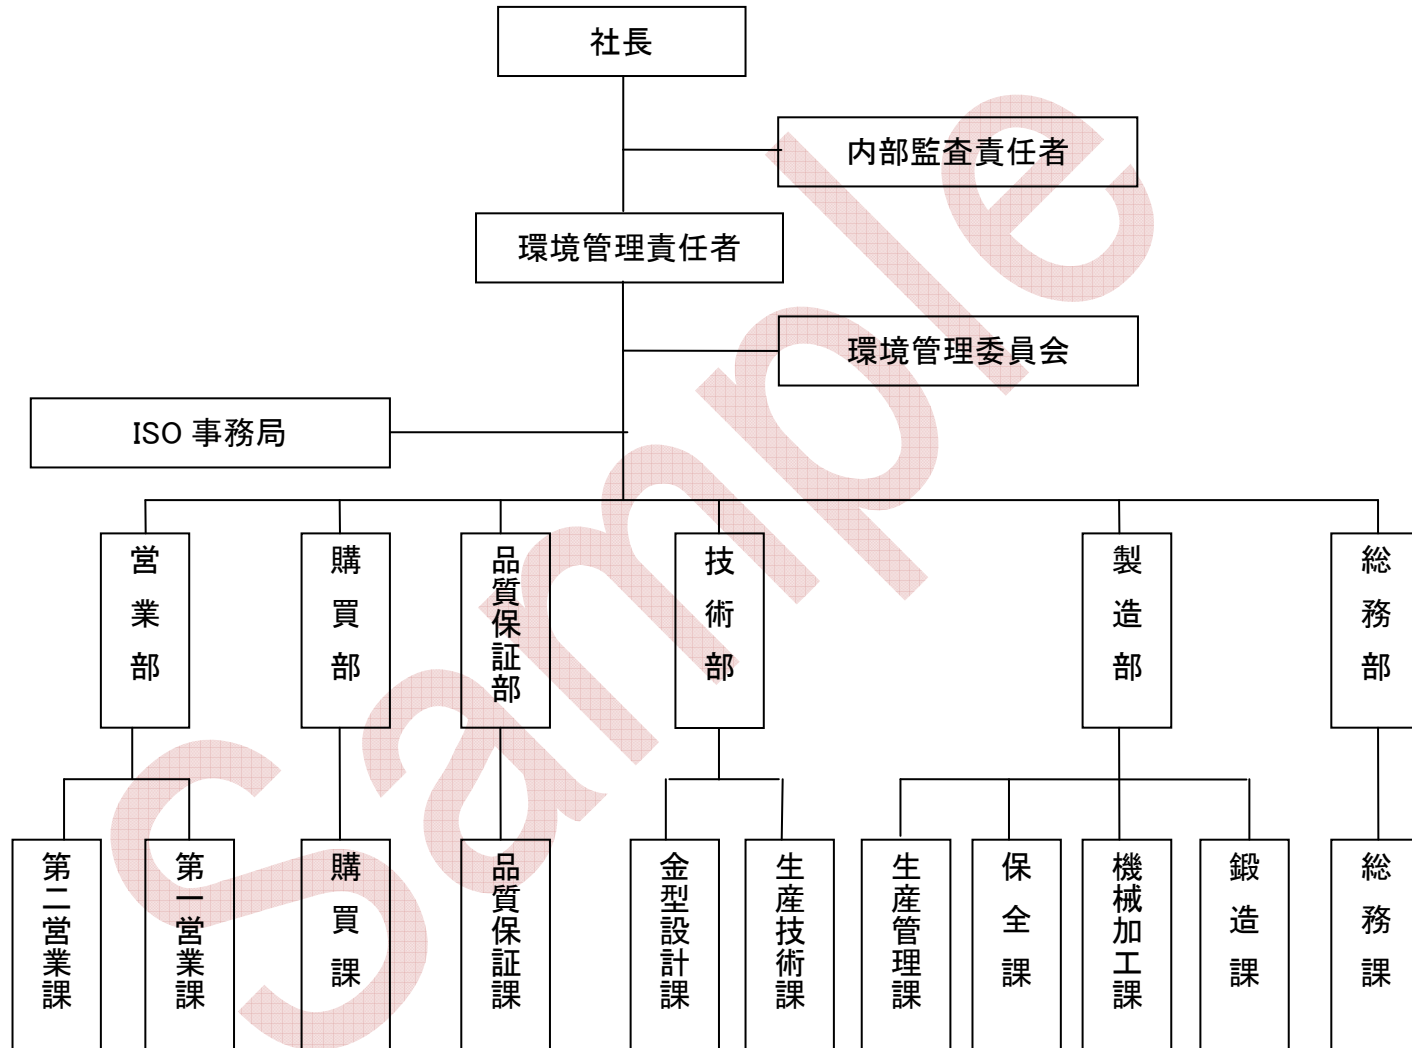 社長
内部監査責任者
環境管理責任者
環境管理委員会
ISO 事務局
営業部
購買部
品質保証部
技術部
製造部
総務部
第二営業課
第一営業課
購買課
品質保証課
金型設計課
生産技術課
生産管理課
保全課
機械加工課
鍛造課
総務課
Sample